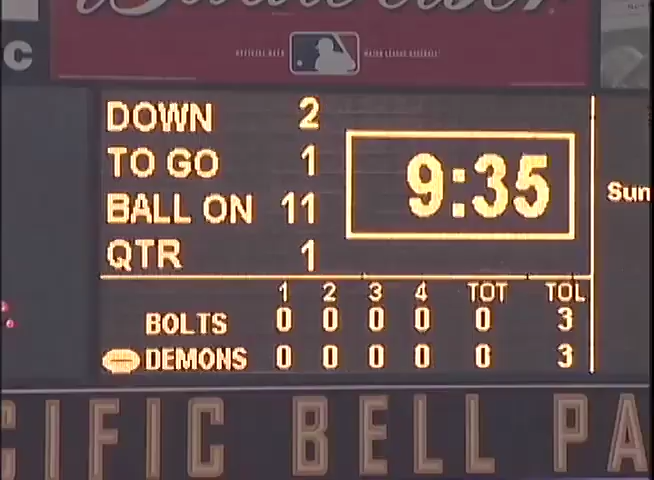 Budweiser
C
DOWN 2
TO GO 1
BALL ON 11
QTR 1
9:35
Sun
1 2 3 4 TOT TOL
BOLTS 0 0 0 0 0 3
DEMONS 0 0 0 0 0 3
CIFIC BELL PA